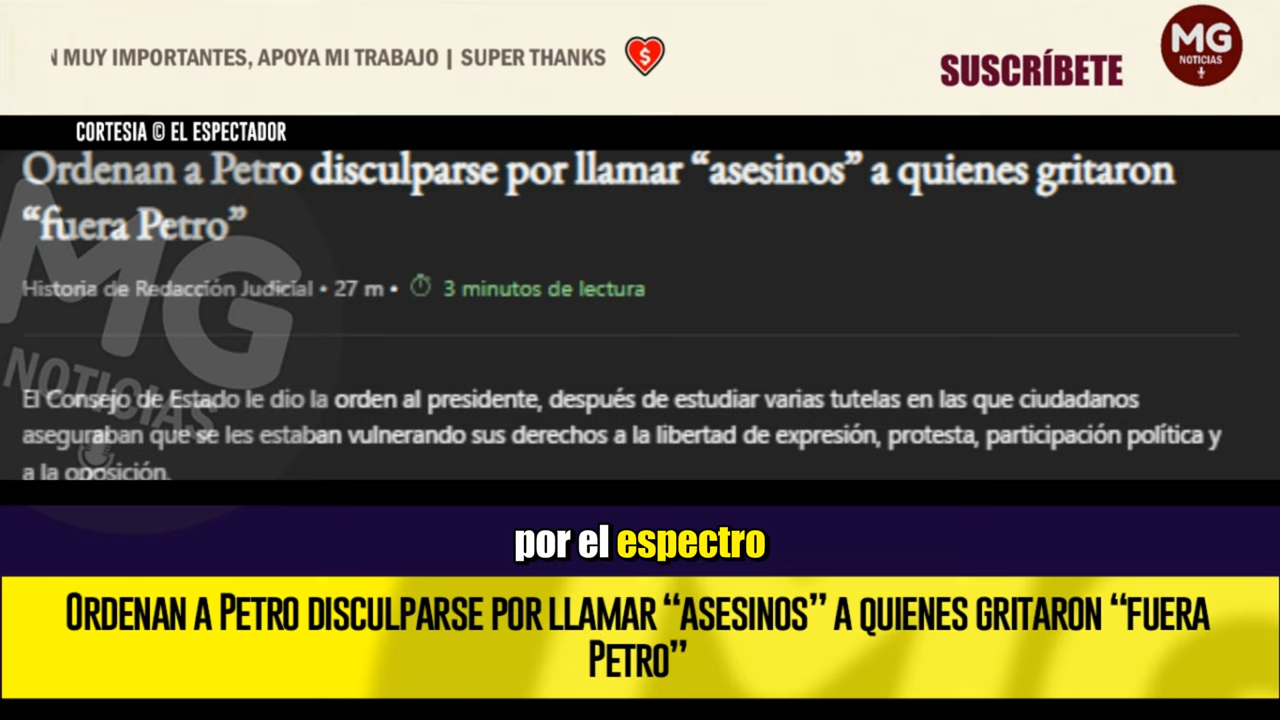 MUY IMPORTANTES, APOYA MI TRABAJO | SUPER THANKS
$
SUSCRÍBETE
MG
NOTICIAS
CORTESIA © EL ESPECTADOR
Ordenan a Petro disculparse por llamar “asesinos” a quienes gritaron
“fuera Petro”
Historia de Redacción Judicial • 27 m •
3 minutos de lectura
MG
NOTICIAS
El Consejo de Estado le dio la orden al presidente, después de estudiar varias tutelas en las que ciudadanos
aseguraban que se les estaban vulnerando sus derechos a la libertad de expresión, protesta, participación política y
a la oposición.
por el espectro
ORDENAN A PETRO DISCULPARSE POR LLAMAR “ASESINOS” A QUIENES GRITARON “FUERA
PETRO”